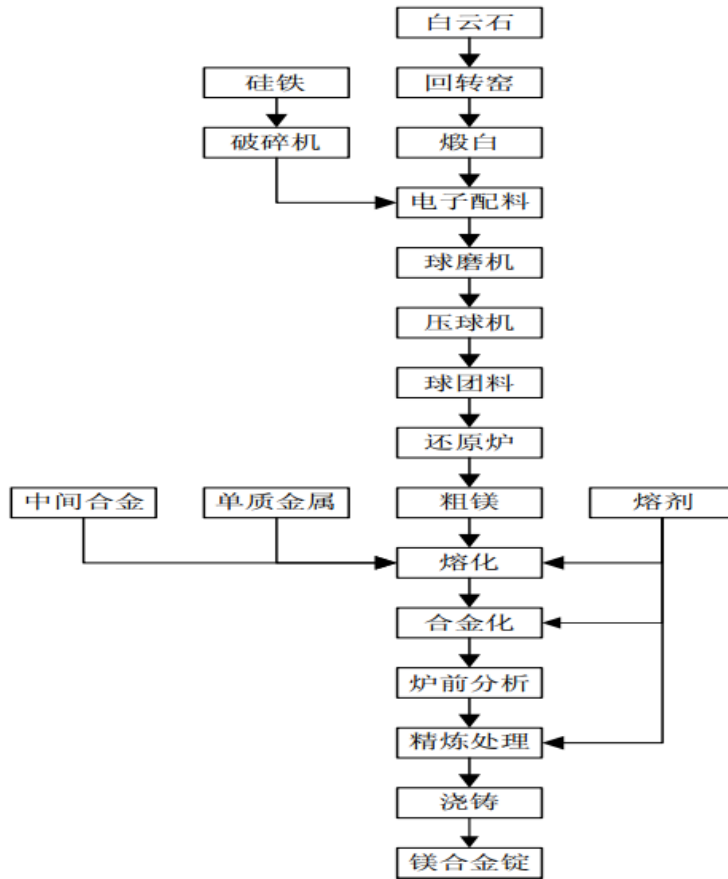 白云石
硅铁
回转窑
破碎机
煅白
电子配料
球磨机
压球机
球团料
还原炉
中间合金
单质金属
粗镁
熔剂
熔化
合金化
炉前分析
精炼处理
浇铸
镁合金锭